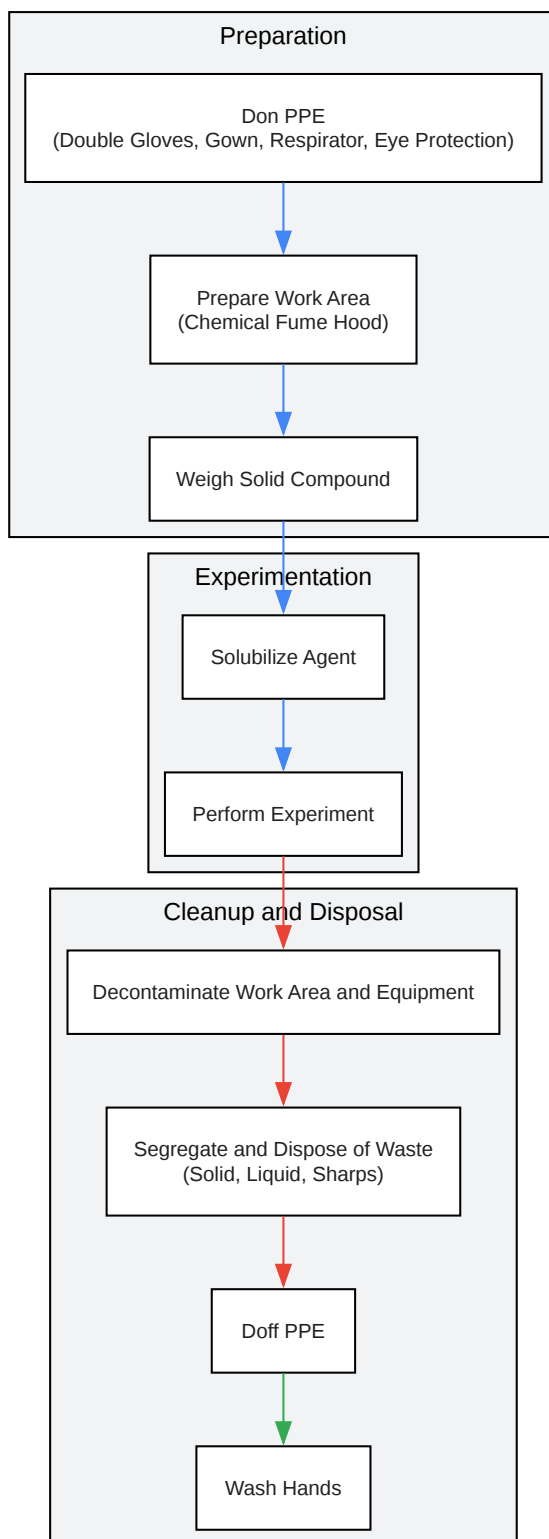 Preparation
Don PPE
(Double Gloves, Gown, Respirator, Eye Protection)
Prepare Work Area
(Chemical Fume Hood)
Weigh Solid Compound
Experimentation
Solubilize Agent
Perform Experiment
Cleanup and Disposal
Decontaminate Work Area and Equipment
Segregate and Dispose of Waste
(Solid, Liquid, Sharps)
Doff PPE
Wash Hands